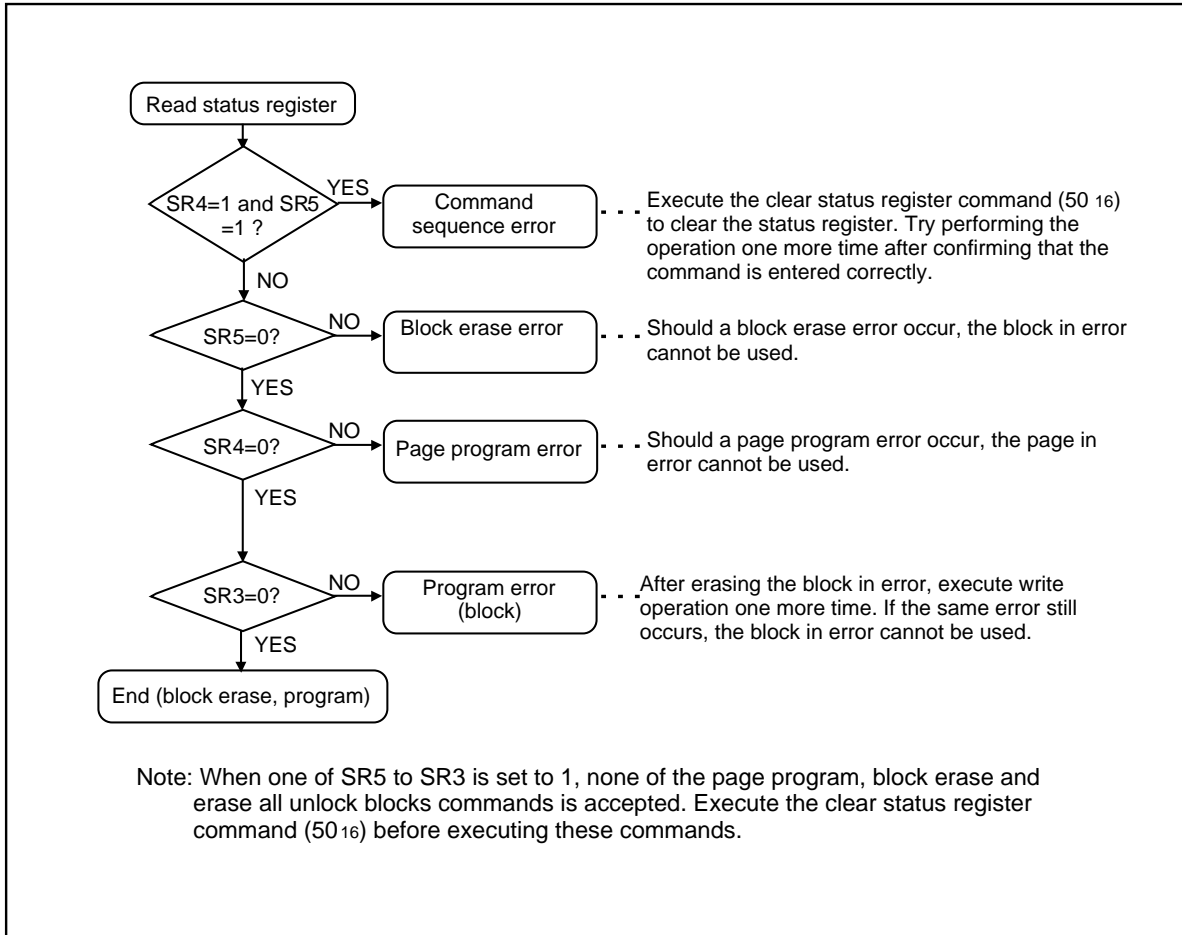 Read status register
SR4=1 and SR5
=1 ?
YES
Command
sequence error
Execute the clear status register command (50 16)
to clear the status register. Try performing the
operation one more time after confirming that the
command is entered correctly.
NO
SR5=0?
NO
Block erase error
Should a block erase error occur, the block in error
cannot be used.
YES
SR4=0?
NO
Page program error
Should a page program error occur, the page in
error cannot be used.
YES
SR3=0?
NO
Program error
(block)
After erasing the block in error, execute write
operation one more time. If the same error still
occurs, the block in error cannot be used.
YES
End (block erase, program)
Note: When one of SR5 to SR3 is set to 1, none of the page program, block erase and
erase all unlock blocks commands is accepted. Execute the clear status register
command (5016) before executing these commands.